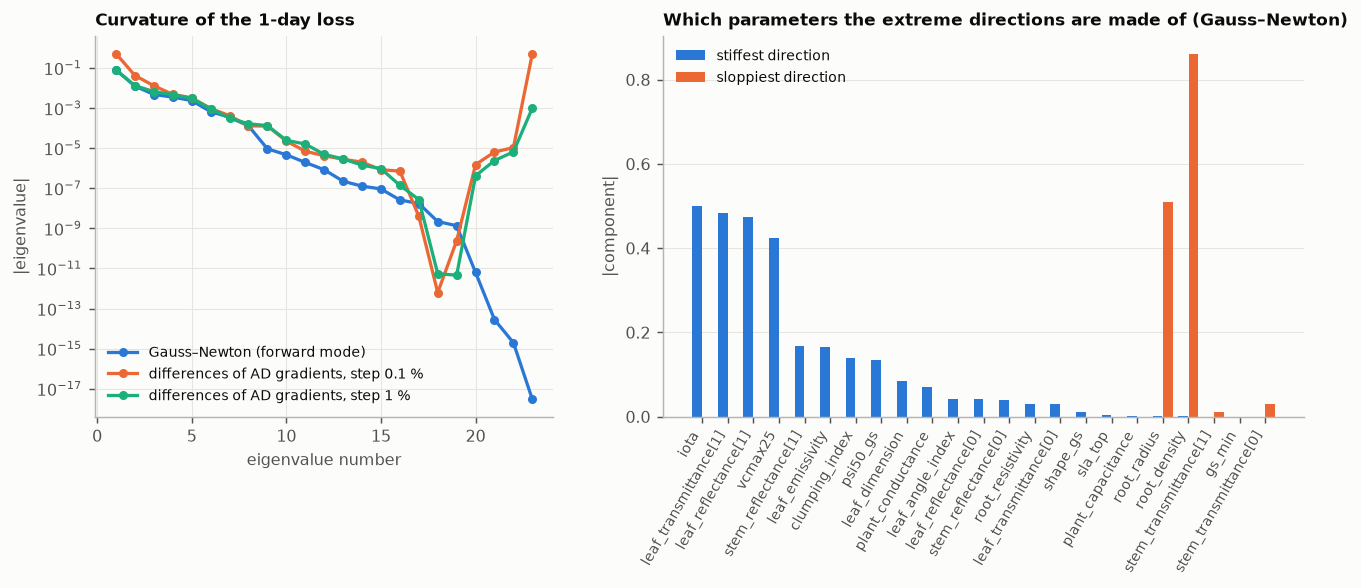 Curvature of the 1-day loss
|eigenvalue|
10⁻¹
10⁻³
10⁻⁵
10⁻⁷
10⁻⁹
10⁻¹¹
10⁻¹³
10⁻¹⁵
10⁻¹⁷
Gauss–Newton (forward mode)
differences of AD gradients, step 0.1 %
differences of AD gradients, step 1 %
0 5 10 15 20
eigenvalue number
Which parameters the extreme directions are made of (Gauss–Newton)
|component|
0.8
0.6
0.4
0.2
0.0
stiffest direction
sloppiest direction
iota
leaf_transmittance[1]
leaf_reflectance[1]
vcmax25
stem_reflectance[1]
leaf_emissivity
clumping_index
psi50_gs
leaf_dimension
plant_conductance
leaf_angle_index
leaf_reflectance[0]
stem_reflectance[0]
root_resistivity
leaf_transmittance[0]
shape_gs
sla_top
plant_capacitance
root_radius
root_density
stem_transmittance[1]
gs_min
stem_transmittance[0]